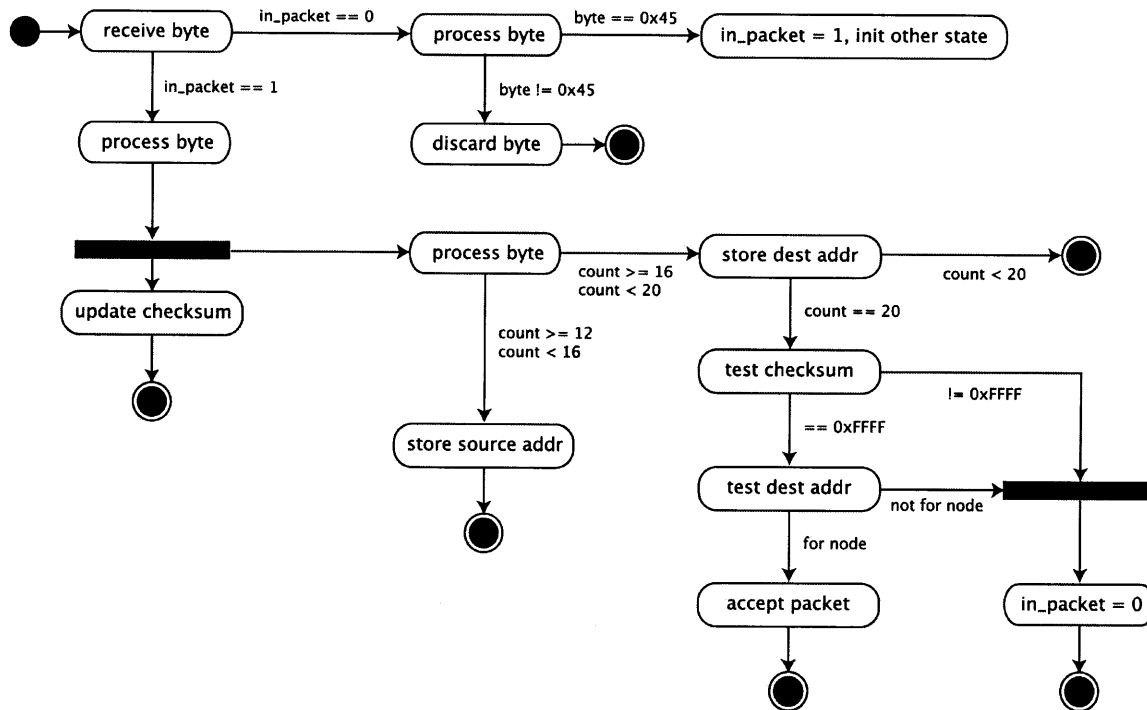 receive byte
in_packet == 0
process byte
byte == 0x45
in_packet = 1, init other state
in_packet == 1
byte != 0x45
process byte
discard byte
process byte
count >= 16
count < 20
store dest addr
count < 20
update checksum
count >= 12
count < 16
count == 20
test checksum
!= 0xFFFF
== 0xFFFF
store source addr
test dest addr
not for node
for node
accept packet
in_packet = 0